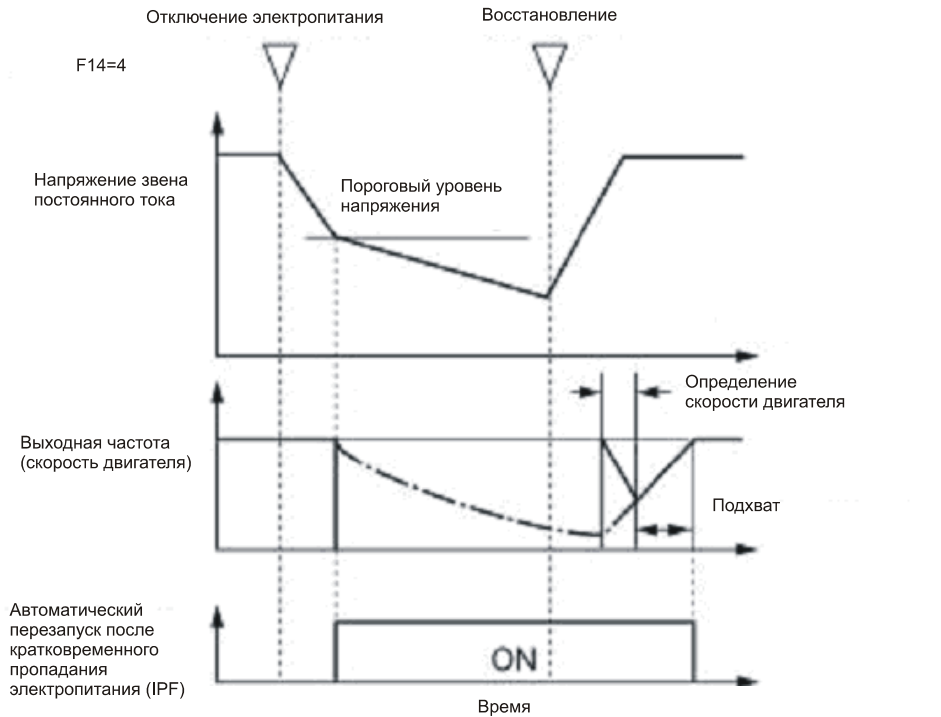 Отключение электропитания
Восстановление
F14=4
Напряжение звена
постоянного тока
Пороговый уровень
напряжения
Определение
скорости двигателя
Выходная частота
(скорость двигателя)
Подхват
Автоматический
перезапуск после
кратковременного
пропадания
электропитания (IPF)
ON
Время